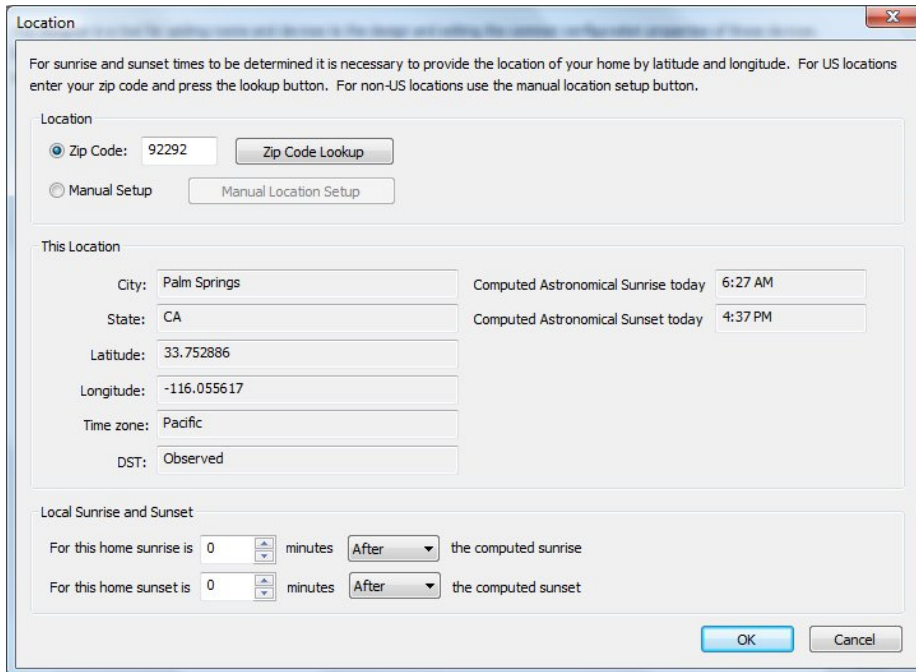 Location
For sunrise and sunset times to be determined it is necessary to provide the location of your home by latitude and longitude. For US locations
enter your zip code and press the lookup button. For non-US locations use the manual location setup button.
Location
Zip Code: 92292 Zip Code Lookup
Manual Setup Manual Location Setup
This Location
City: Palm Springs Computed Astronomical Sunrise today 6:27 AM
State: CA Computed Astronomical Sunset today 4:37 PM
Latitude: 33.752886
Longitude: -116.055617
Time zone: Pacific
DST: Observed
Local Sunrise and Sunset
For this home sunrise is 0 minutes After the computed sunrise
For this home sunset is 0 minutes After the computed sunset
OK Cancel